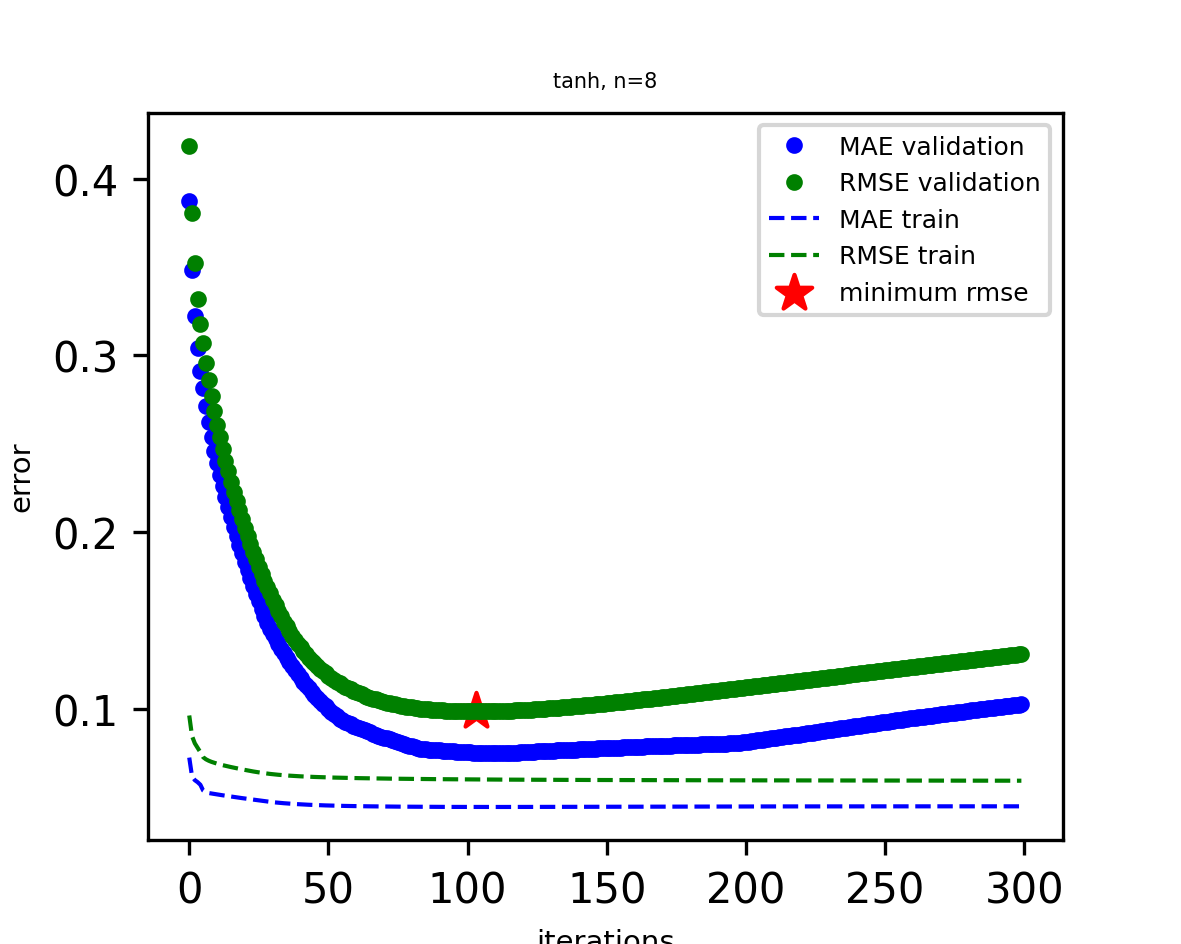 tanh, n=8
MAE validation
RMSE validation
MAE train
RMSE train
minimum rmse
error
0.4
0.3
0.2
0.1
0 50 100 150 200 250 300
iterations